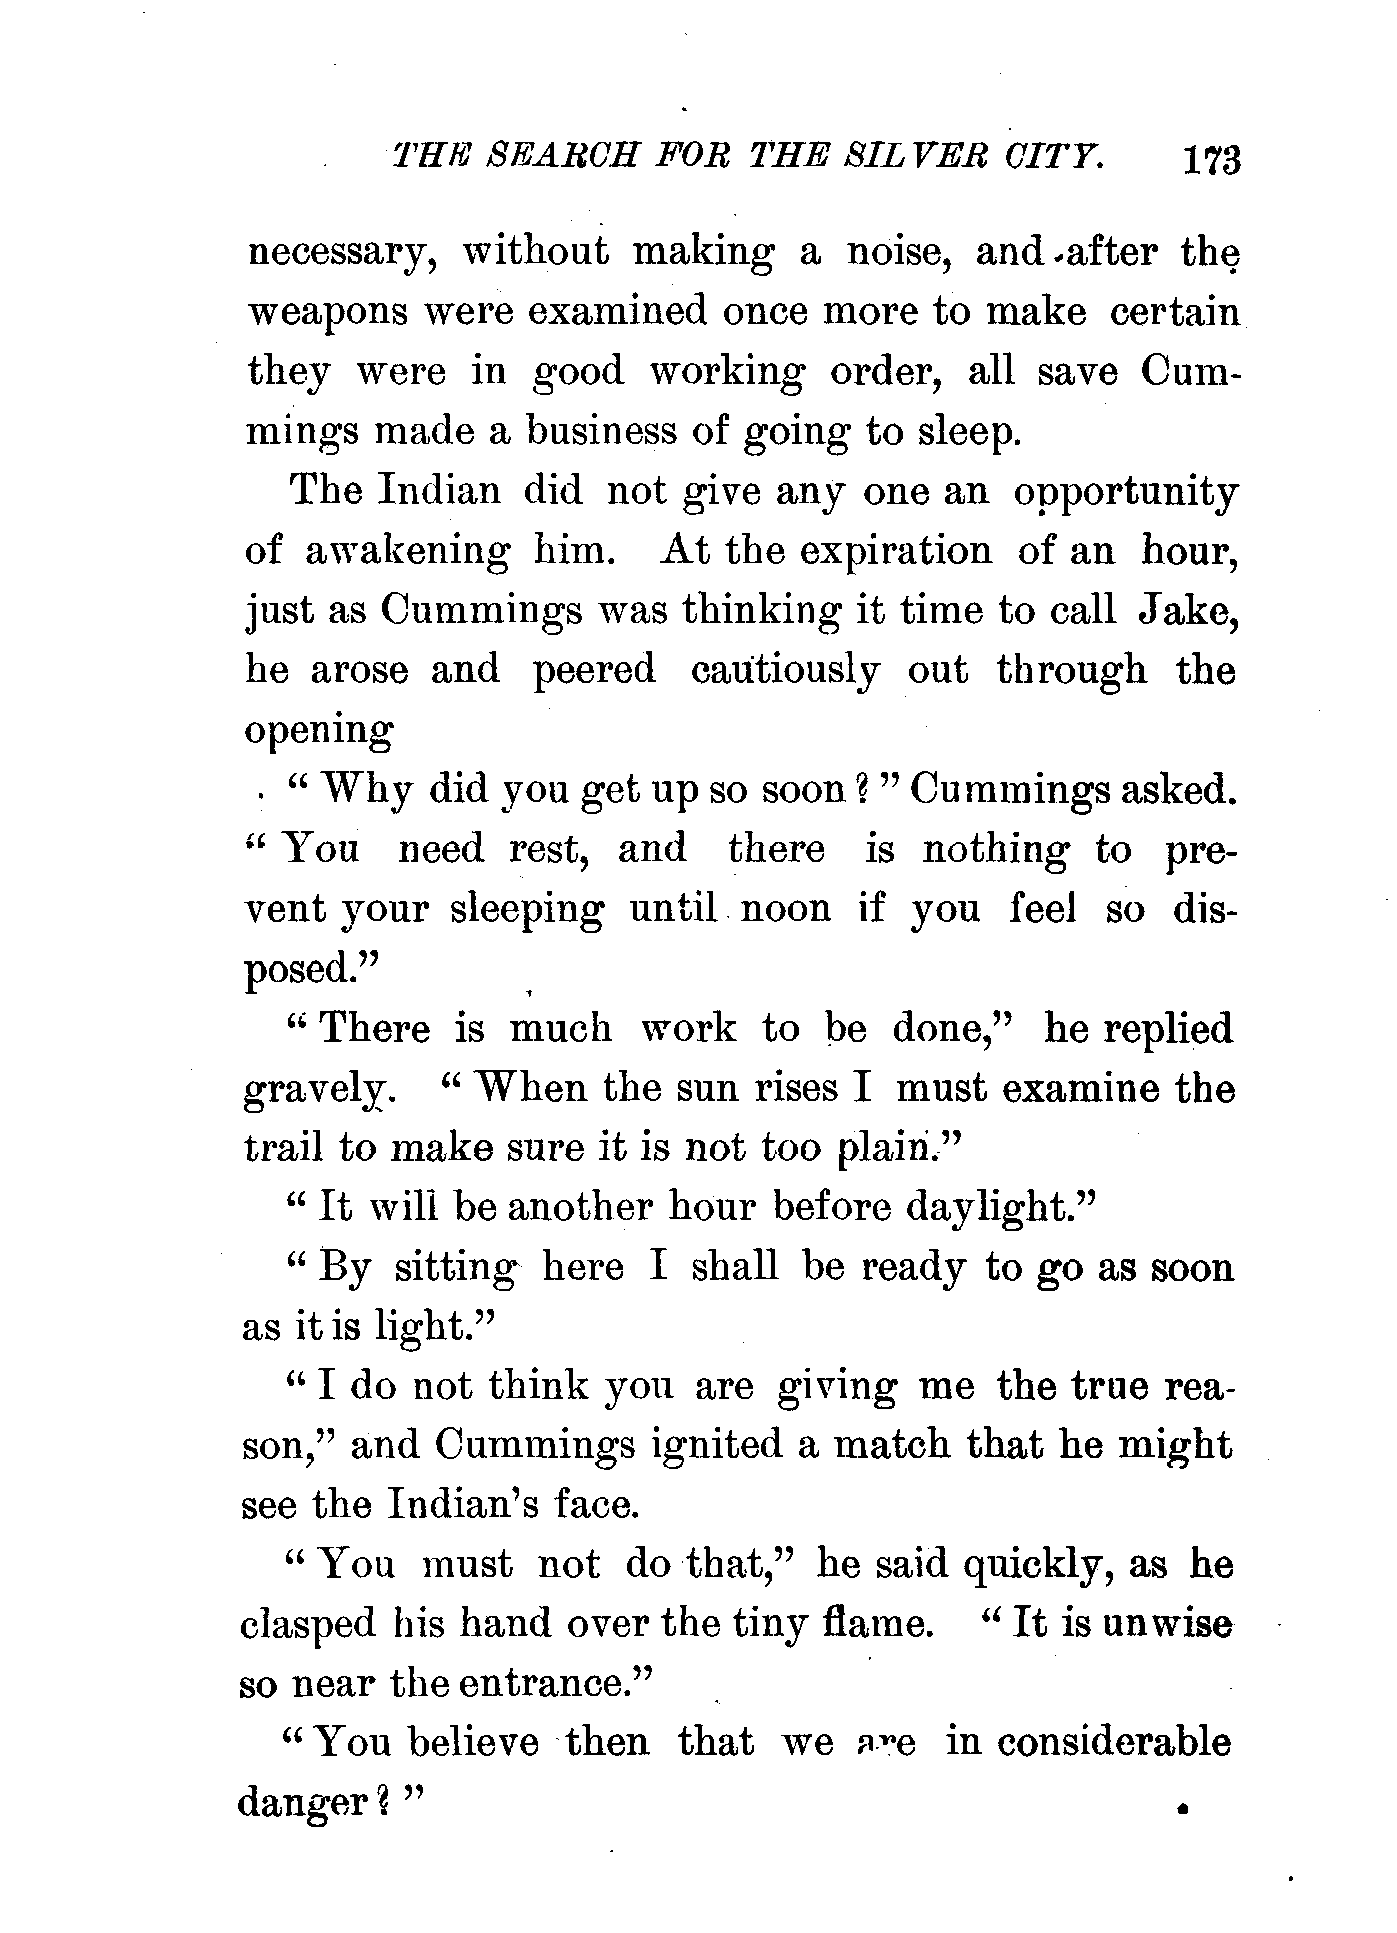 THE SEARCH FOR THE SILVER CITY. 173
necessary, without making a noise, and after the
weapons were examined once more to make certain
they were in good working order, all save Cum-
mings made a business of going to sleep.
The Indian did not give any one an opportunity
of awakening him. At the expiration of an hour,
just as Cummings was thinking it time to call Jake,
he arose and peered cautiously out through the
opening
“ Why did you get up so soon ? ” Cummings asked.
“ You need rest, and there is nothing to pre-
vent your sleeping until noon if you feel so dis-
posed.”
“ There is much work to be done,” he replied
gravely. “ When the sun rises I must examine the
trail to make sure it is not too plain.”
“ It will be another hour before daylight.”
“ By sitting here I shall be ready to go as soon
as it is light.”
“ I do not think you are giving me the true rea-
son,” and Cummings ignited a match that he might
see the Indian’s face.
“ You must not do that,” he said quickly, as he
clasped his hand over the tiny flame. “ It is unwise
so near the entrance.”
“ You believe then that we are in considerable
danger ? ”